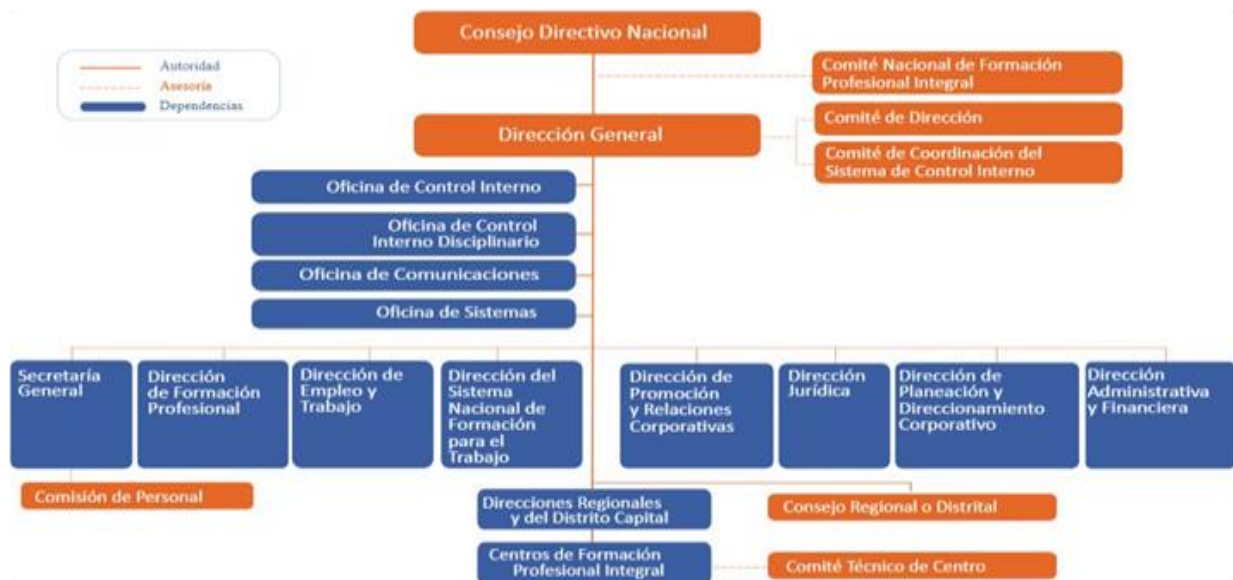 Consejo Directivo Nacional
Autoridad
Asesoría
Dependencias
Comité Nacional de Formación
Profesional Integral
Dirección General
Comité de Dirección
Comité de Coordinación del
Sistema de Control Interno
Oficina de Control Interno
Oficina de Control
Interno Disciplinario
Oficina de Comunicaciones
Oficina de Sistemas
Secretaría
General
Dirección
de Formación
Profesional
Dirección de
Empleo y
Trabajo
Dirección del
Sistema
Nacional de
Formación
para el
Trabajo
Dirección de
Promoción
y Relaciones
Corporativas
Dirección
Jurídica
Dirección de
Planeación y
Direccionamiento
Corporativo
Dirección
Administrativa
y Financiera
Comisión de Personal
Direcciones Regionales
y del Distrito Capital
Consejo Regional o Distrital
Centros de Formación
Profesional Integral
Comité Técnico de Centro